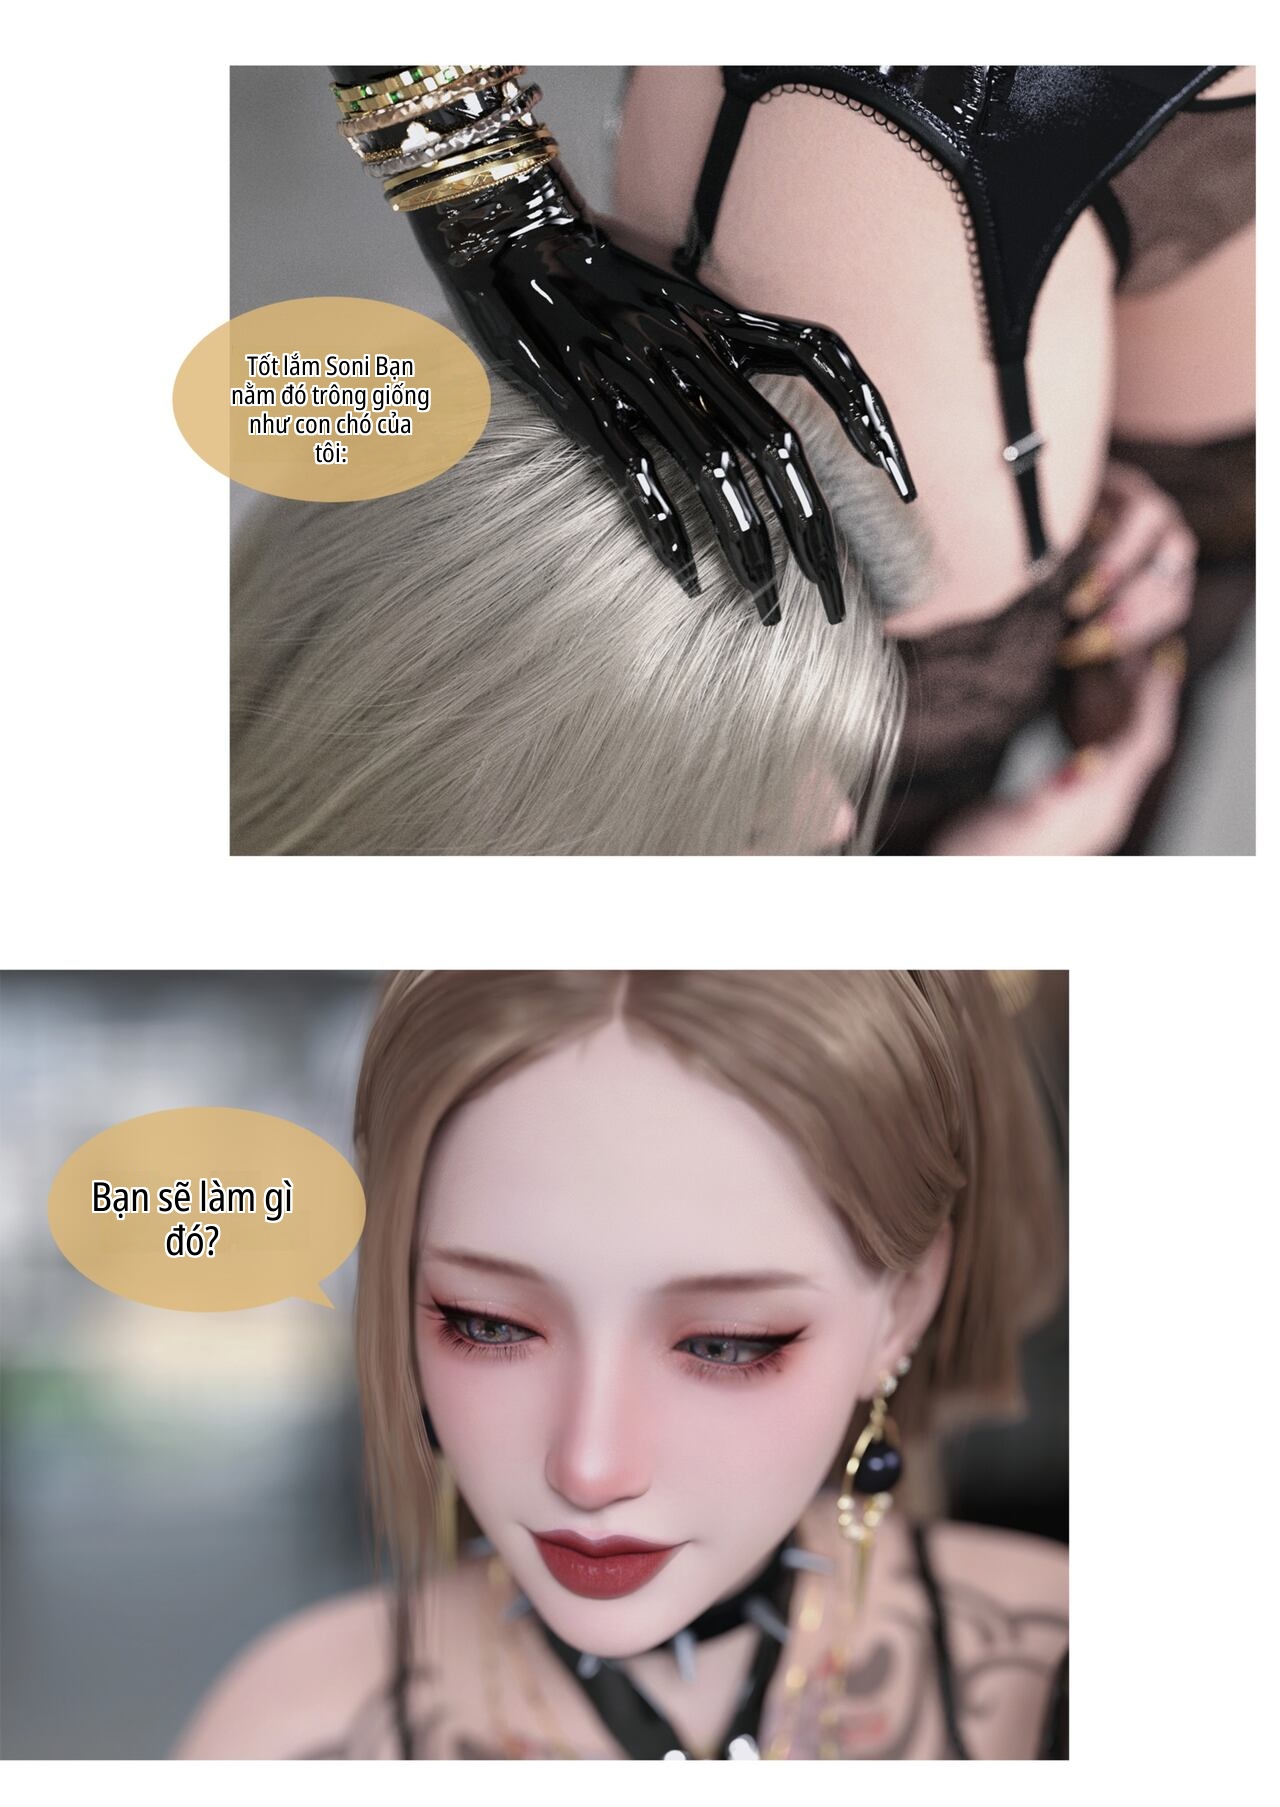 Tốt lắm Soni Bạn
nằm đó trông giống
như con chó của
tôi:
Bạn sẽ làm gì
đó?